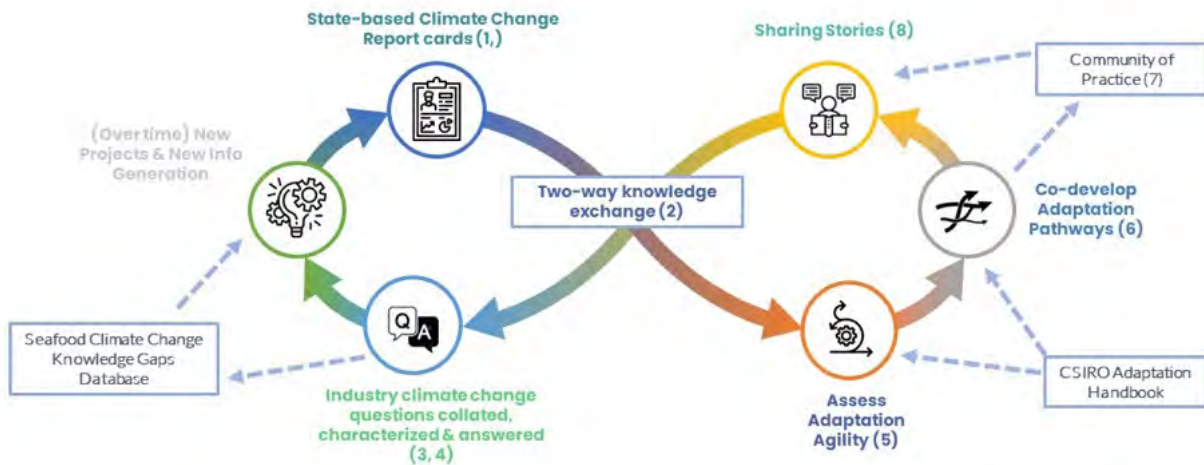 State-based Climate Change
Report cards (1,)
Sharing Stories (8)
Community of
Practice (7)
(Over time) New
Projects & New Info
Generation
Two-way knowledge
exchange (2)
Co-develop
Adaptation
Pathways (6)
Q
A
Seafood Climate Change
Knowledge Gaps
Database
Industry climate change
questions collated,
characterized & answered
(3, 4)
Assess
Adaptation
Agility (5)
CSIRO Adaptation
Handbook